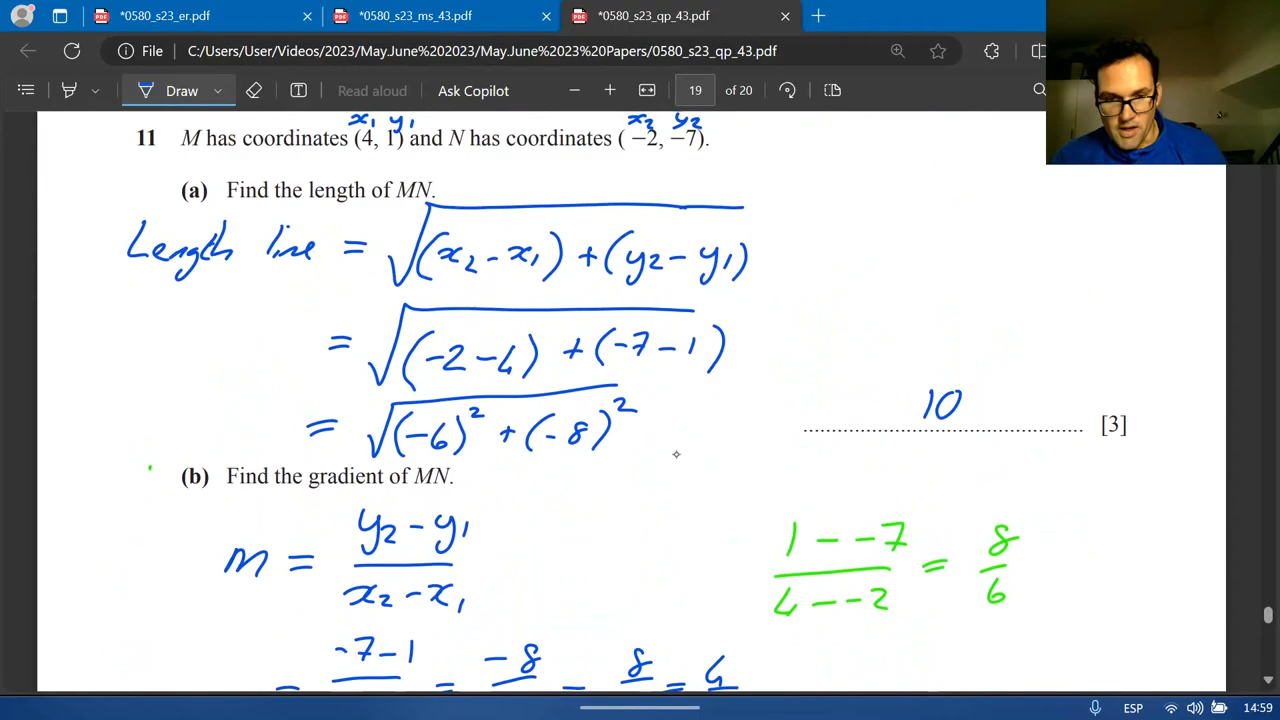 *0580_s23_er.pdf *0580_s23_ms_43.pdf *0580_s23_qp_43.pdf
File C:/Users/User/Videos/2023/May.June%202023/May.June%2023%20Papers/0580_s23_qp_43.pdf
Draw Read aloud Ask Copilot 19 of 20
x₁ y₁ x₂ y₂
11 M has coordinates (4, 1) and N has coordinates ( −2, −7).
(a) Find the length of MN.
Length line = √(x₂ - x₁) + (y₂ - y₁)
= √(-2 - 4) + (-7 - 1)
= √(-6)² + (-8)²
10
[3]
(b) Find the gradient of MN.
m = y₂ - y₁ / x₂ - x₁
1 - -7 / 4 - -2 = 8 / 6
= -7 - 1 = -8 = 8 = 4
ESP 14:59